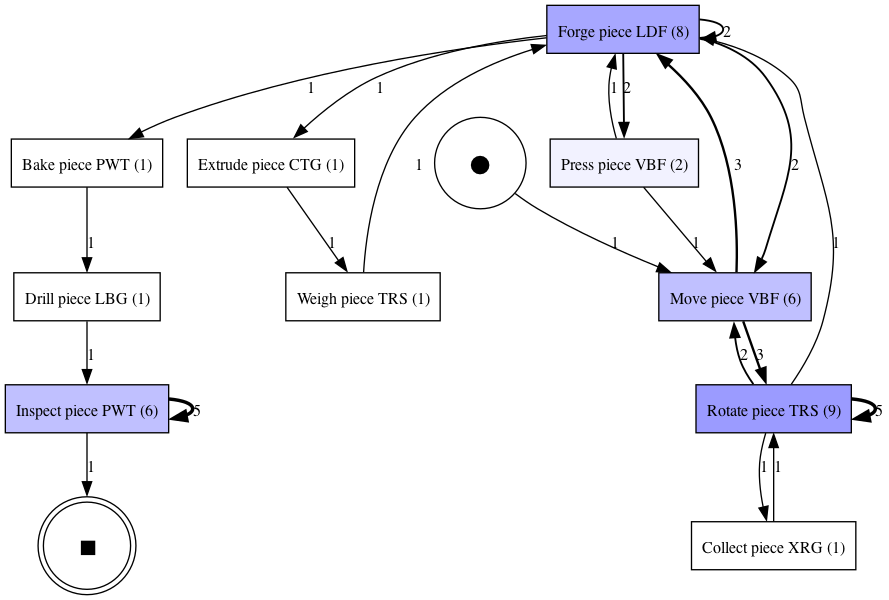 Forge piece LDF (8)
2
1
1
1
2
Bake piece PWT (1)
Extrude piece CTG (1)
1
Press piece VBF (2)
3
2
1
1
1
1
1
Drill piece LBG (1)
Weigh piece TRS (1)
Move piece VBF (6)
1
2
3
Inspect piece PWT (6)
5
Rotate piece TRS (9)
5
1
1
1
Collect piece XRG (1)